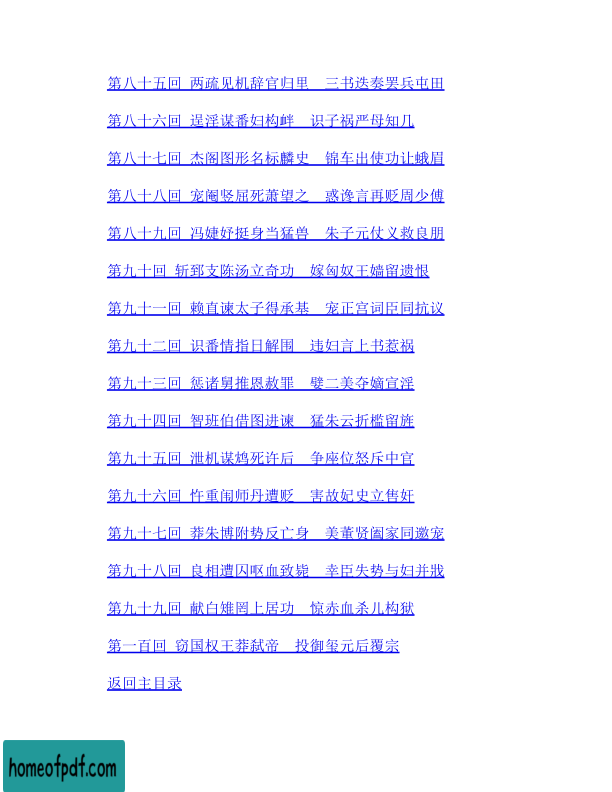 第八十五回 两疏见机辞官归里　三书迭奏罢兵屯田
第八十六回 逞淫谋番妇构衅　识子祸严母知几
第八十七回 杰阁图形名标麟史　锦车出使功让蛾眉
第八十八回 宠阉竖屈死萧望之　惑谗言再贬周少傅
第八十九回 冯婕妤挺身当猛兽　朱子元仗义救良朋
第九十回 斩郅支陈汤立奇功　嫁匈奴王嫱留遗恨
第九十一回 赖直谏太子得承基　宠正宫词臣同抗议
第九十二回 识番情指日解围　违妇言上书惹祸
第九十三回 惩诸舅推恩赦罪　嬖二美夺嫡宣淫
第九十四回 智班伯借图进谏　猛朱云折槛留旌
第九十五回 泄机谋鸩死许后　争座位怒斥中官
第九十六回 忤重闱师丹遭贬　害故妃史立售奸
第九十七回 莽朱博附势反亡身　美董贤阖家同邀宠
第九十八回 良相遭囚呕血致毙　幸臣失势与妇并戕
第九十九回 献白雉罔上居功　惊赤血杀儿构狱
第一百回 窃国权王莽弑帝　投御玺元后覆宗
返回主目录
homeofpdf.com